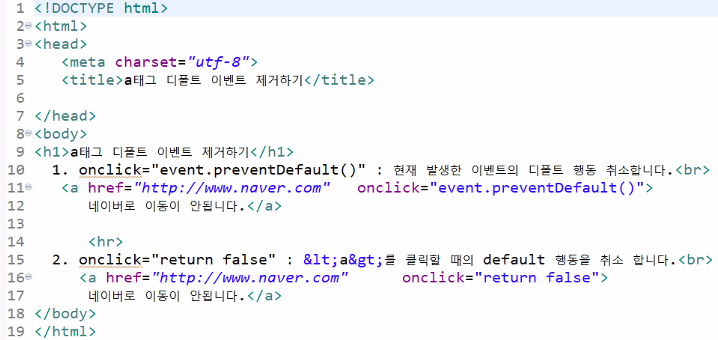 1 <!DOCTYPE html>
2 <html>
3 <head>
4 <meta charset="utf-8">
5 <title>a태그 디폴트 이벤트 제거하기</title>
6
7 </head>
8 <body>
9 <h1>a태그 디폴트 이벤트 제거하기</h1>
10 1. onclick="event.preventDefault()" : 현재 발생한 이벤트의 디폴트 행동 취소합니다.<br>
11 <a href="http://www.naver.com" onclick="event.preventDefault()">
12 네이버로 이동이 안됩니다.</a>
13
14 <hr>
15 2. onclick="return false" : &lt;a&gt;를 클릭할 때의 default 행동을 취소 합니다.<br>
16 <a href="http://www.naver.com" onclick="return false">
17 네이버로 이동이 안됩니다.</a>
18 </body>
19 </html>